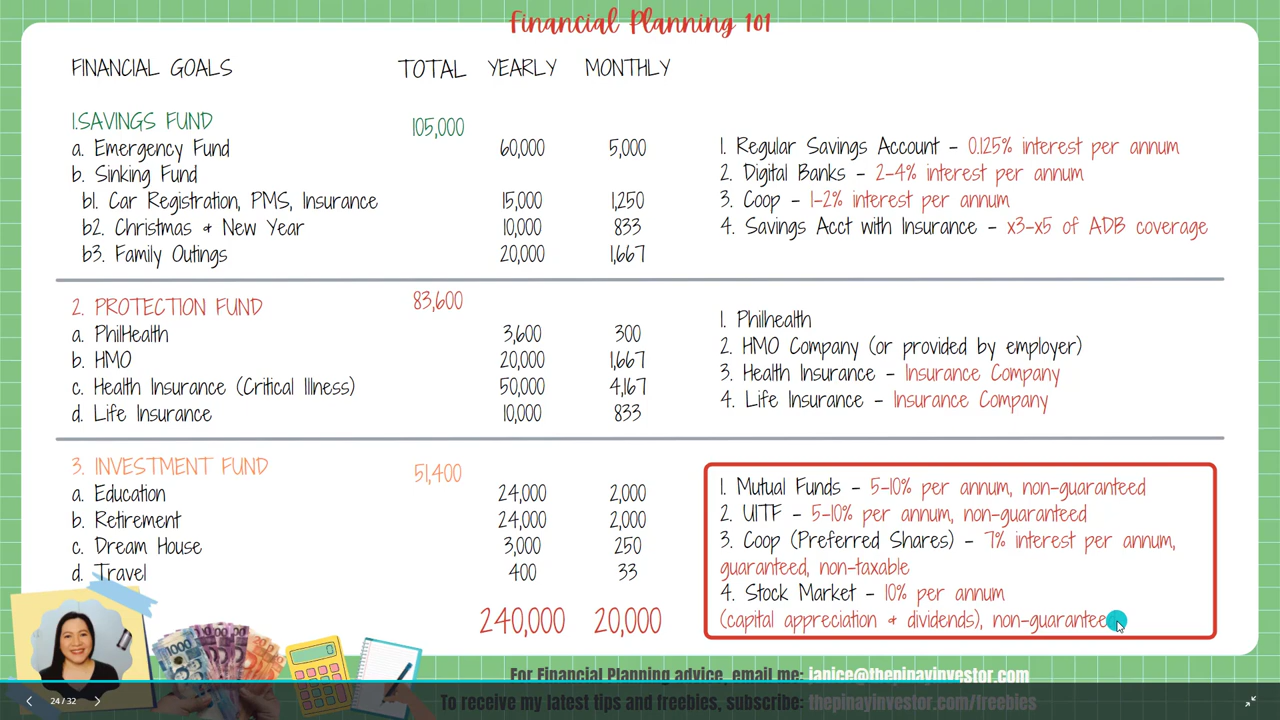 Financial Planning 101
FINANCIAL GOALS TOTAL YEARLY MONTHLY
1.SAVINGS FUND 105,000
a. Emergency Fund 60,000 5,000
b. Sinking Fund
b1. Car Registration, PMS, Insurance 15,000 1,250
b2. Christmas & New Year 10,000 833
b3. Family Outings 20,000 1,667
1. Regular Savings Account - 0.125% interest per annum
2. Digital Banks - 2-4% interest per annum
3. Coop - 1-2% interest per annum
4. Savings Acct with Insurance - x3-x5 of ADB coverage
2. PROTECTION FUND 83,600
a. PhilHealth 3,600 300
b. HMO 20,000 1,667
c. Health Insurance (Critical Illness) 50,000 4,167
d. Life Insurance 10,000 833
1. Philhealth
2. HMO Company (or provided by employer)
3. Health Insurance - Insurance Company
4. Life Insurance - Insurance Company
3. INVESTMENT FUND 51,400
a. Education 24,000 2,000
b. Retirement 24,000 2,000
c. Dream House 3,000 250
d. Travel 400 33
240,000 20,000
1. Mutual Funds - 5-10% per annum, non-guaranteed
2. UITF - 5-10% per annum, non-guaranteed
3. Coop (Preferred Shares) - 7% interest per annum,
guaranteed, non-taxable
4. Stock Market - 10% per annum
(capital appreciation & dividends), non-guarantee
For Financial Planning advice, email me: janice@thepinayinvestor.com
To receive my latest tips and freebies, subscribe: thepinayinvestor.com/freebies
24 / 32